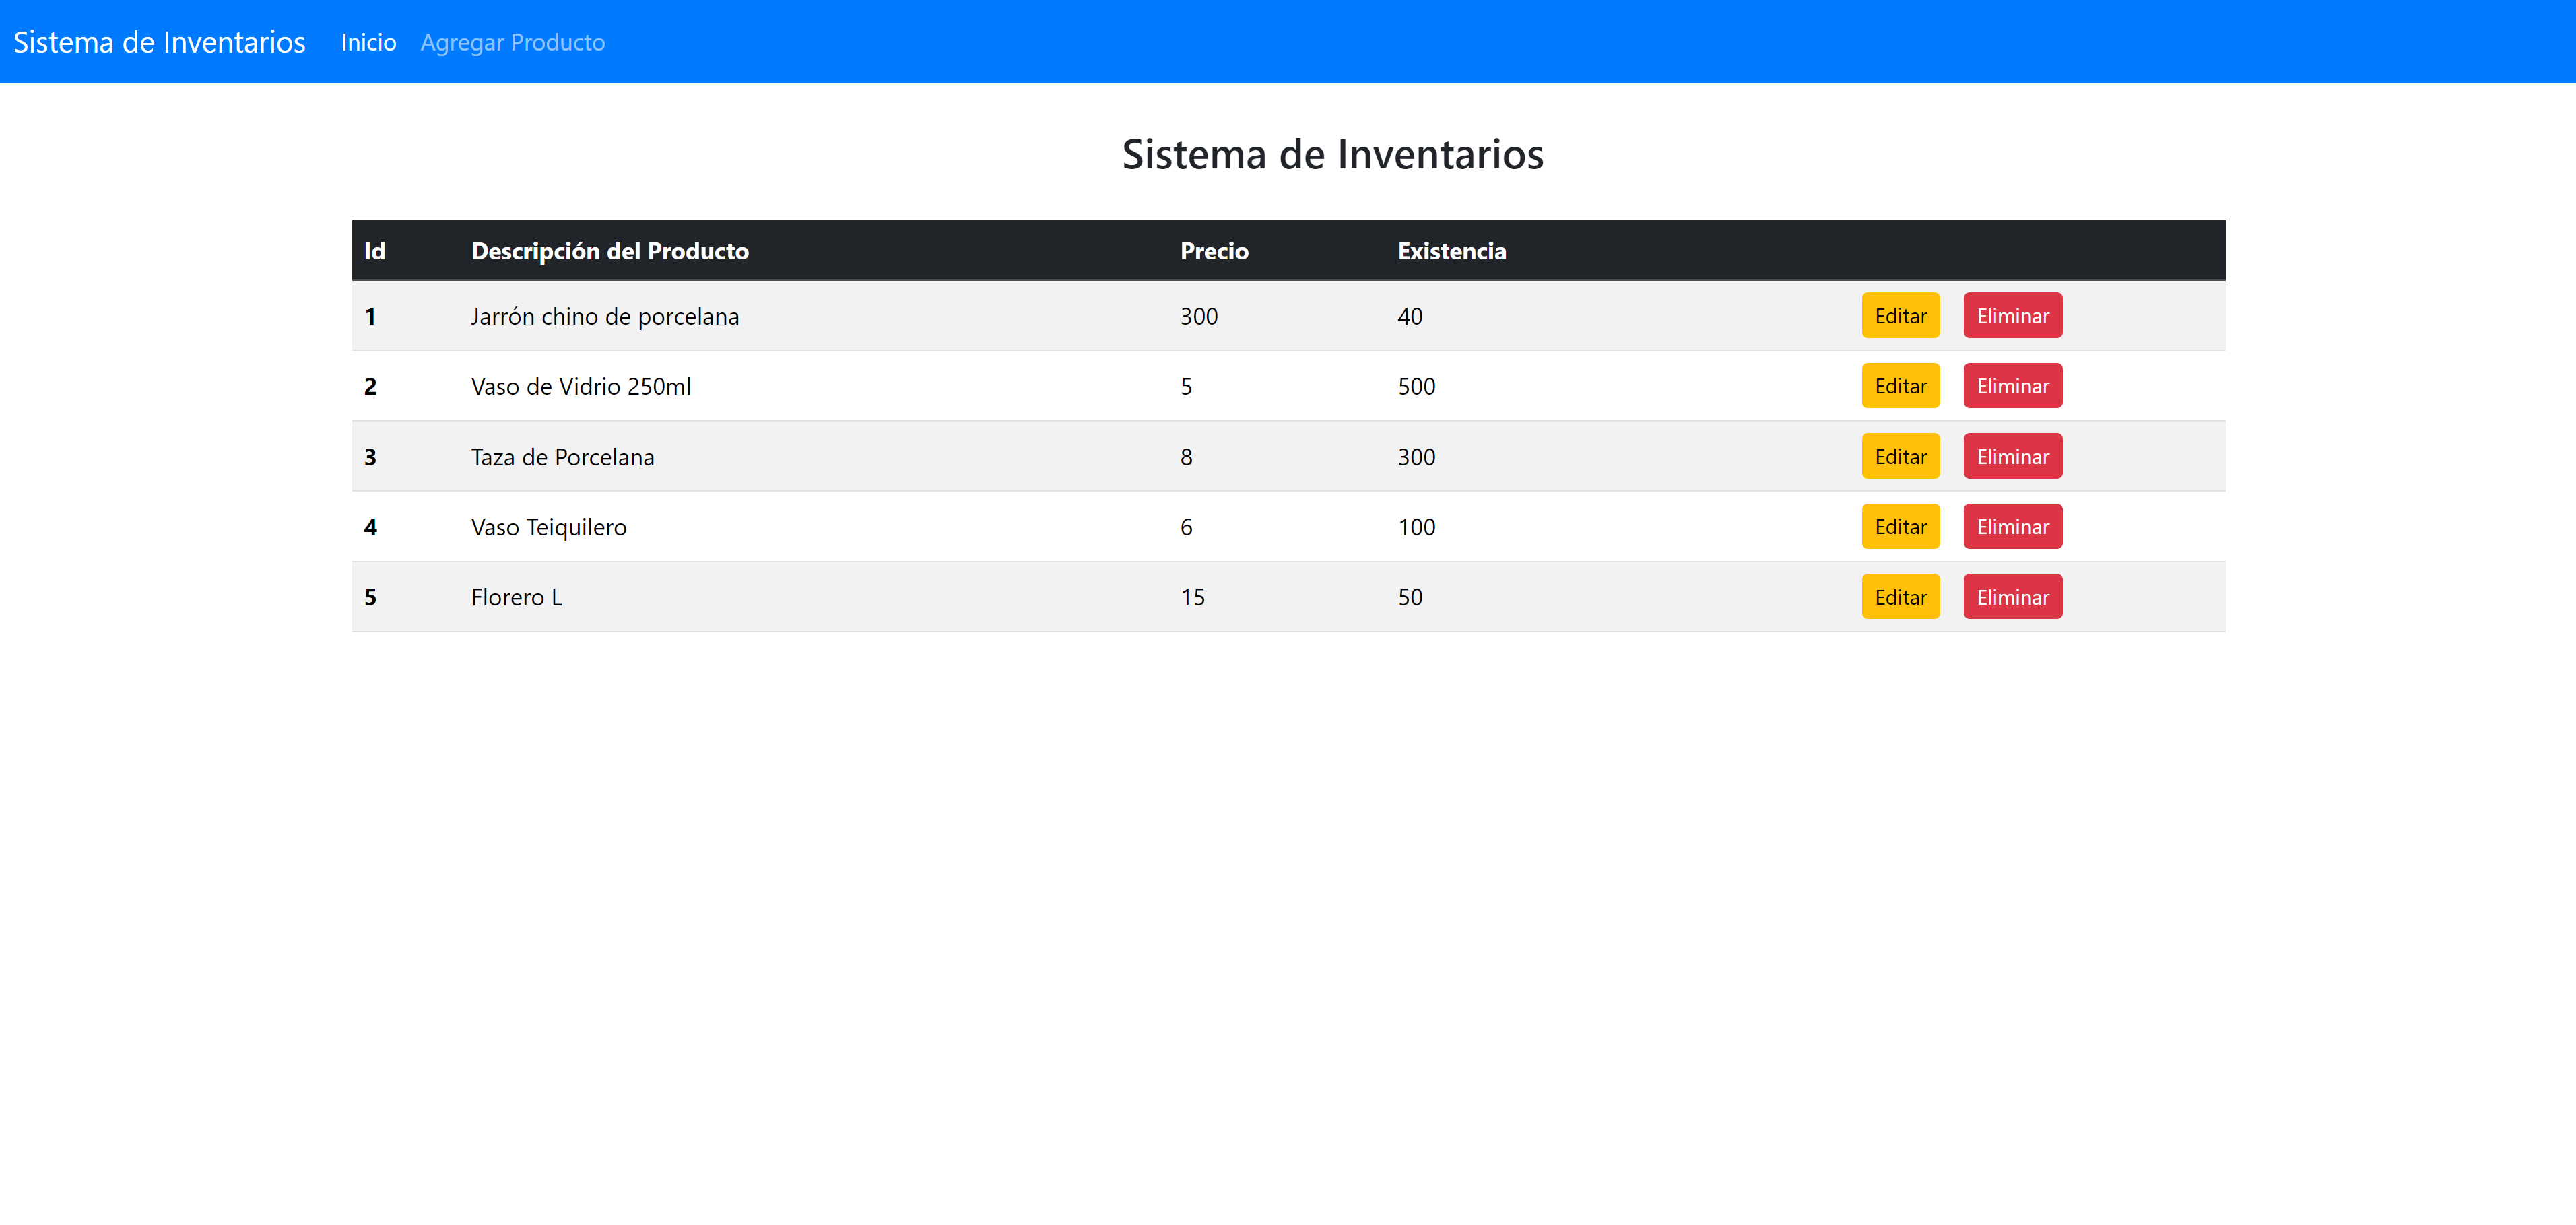 Sistema de Inventarios Inicio Agregar Producto
Sistema de Inventarios
Id Descripción del Producto Precio Existencia
1 Jarrón chino de porcelana 300 40 Editar Eliminar
2 Vaso de Vidrio 250ml 5 500 Editar Eliminar
3 Taza de Porcelana 8 300 Editar Eliminar
4 Vaso Teiquilero 6 100 Editar Eliminar
5 Florero L 15 50 Editar Eliminar